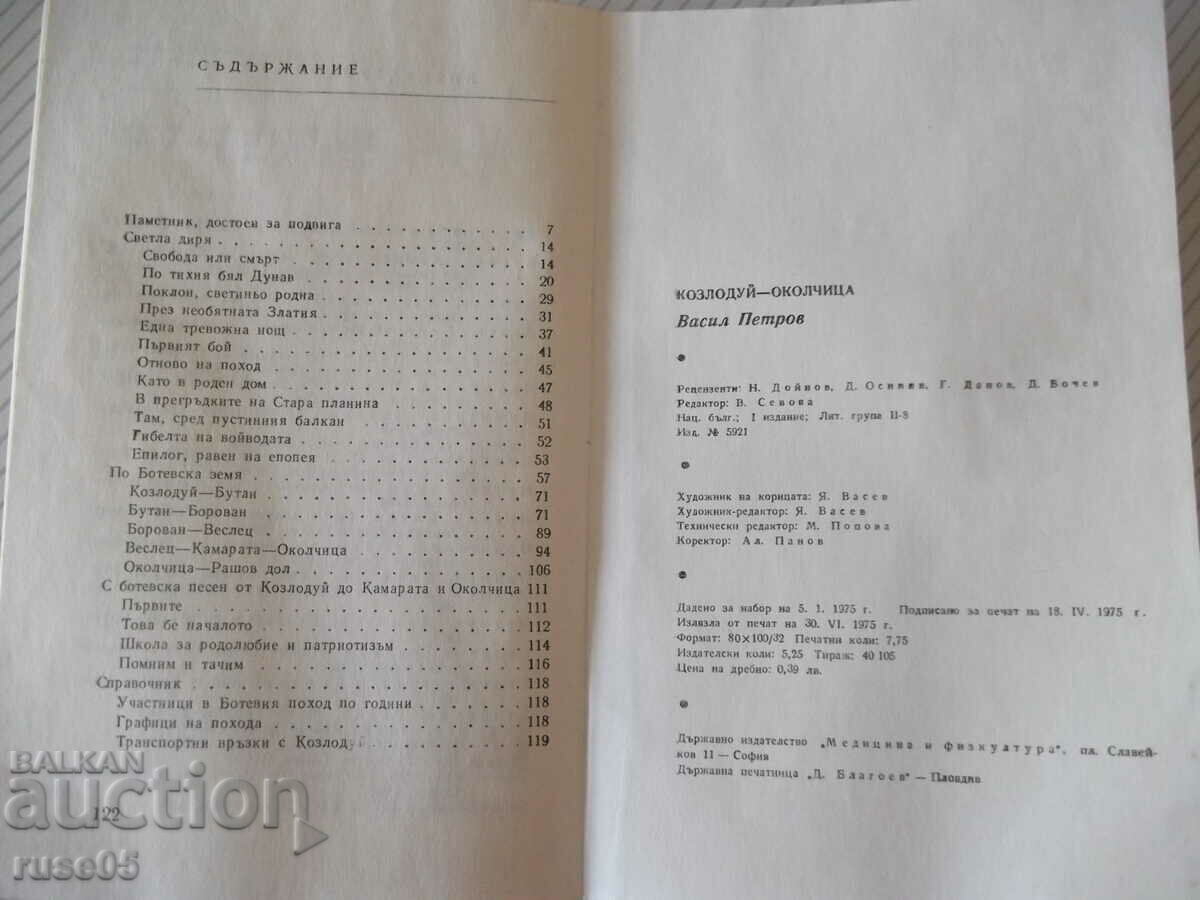 СЪДЪРЖАНИЕ
Паметник, достоен за подвига . . . . . . . . . . . 7
Светла диря . . . . . . . . . . . . . . . . . . . 14
Свобода или смърт . . . . . . . . . . . . . . 14
По тихия бял Дунав . . . . . . . . . . . . . . 20
Поклон, светиньо родна . . . . . . . . . . . . . 29
През необятната Златия . . . . . . . . . . . . . 31
Една тревожна нощ . . . . . . . . . . . . . . . 37
Първият бой . . . . . . . . . . . . . . . . . 41
Отново на поход . . . . . . . . . . . . . . . . 45
Като в роден дом . . . . . . . . . . . . . . . 47
В прегръдките на Стара планина . . . . . . . . . 48
Там, сред пустинния балкан . . . . . . . . . . . 51
Гибелта на войводата . . . . . . . . . . . . . . 52
Епилог, равен на епопея . . . . . . . . . . . . 53
По Ботевска земя . . . . . . . . . . . . . . . . . 57
Козлодуй—Бутан . . . . . . . . . . . . . . . . 71
Бутан—Борован . . . . . . . . . . . . . . . . 71
Борован—Веслец . . . . . . . . . . . . . . . . 89
Веслец—Камарата—Околчица . . . . . . . . . . . 94
Околчица—Рашов дол . . . . . . . . . . . . . . 106
С ботевска песен от Козлодуй до Камарата и Околчица 111
Първите . . . . . . . . . . . . . . . . . . . 111
Това бе началото . . . . . . . . . . . . . . . 112
Школа за родолюбие и патриотизъм . . . . . . . . 114
Помним и тачим . . . . . . . . . . . . . . . . 116
Справочник . . . . . . . . . . . . . . . . . . . 118
Участници в Ботевия поход по години . . . . . . . 118
Графици на похода . . . . . . . . . . . . . . . 118
Транспортни връзки с Козлодуй . . . . . . . . . . 119
122
КОЗЛОДУЙ—ОКОЛЧИЦА
Васил Петров
Рецензенти: Н. Дойнов, Д. Осинин, Г. Данов, Д. Бочев
Редактор: В. Севова
Нац. бълг.; I издание; Лит. група II-8
Изд. № 5921
Художник на корицата: Я. Васев
Художник-редактор: Я. Васев
Технически редактор: М. Попова
Коректор: Ал. Панов
Дадено за набор на 5. 1. 1975 г. Подписано за печат на 18. IV. 1975 г.
Излязла от печат на 30. VI. 1975 г.
Формат: 80×100/32 Печатни коли: 7,75
Издателски коли: 5,25 Тираж: 40 105
Цена на дребно: 0,39 лв.
Държавно издателство „Медицина и физкултура", пл. Славей-
ков 11 — София
Държавна печатница „Д. Благоев" — Пловдив
BALKAN
auction
ruse05